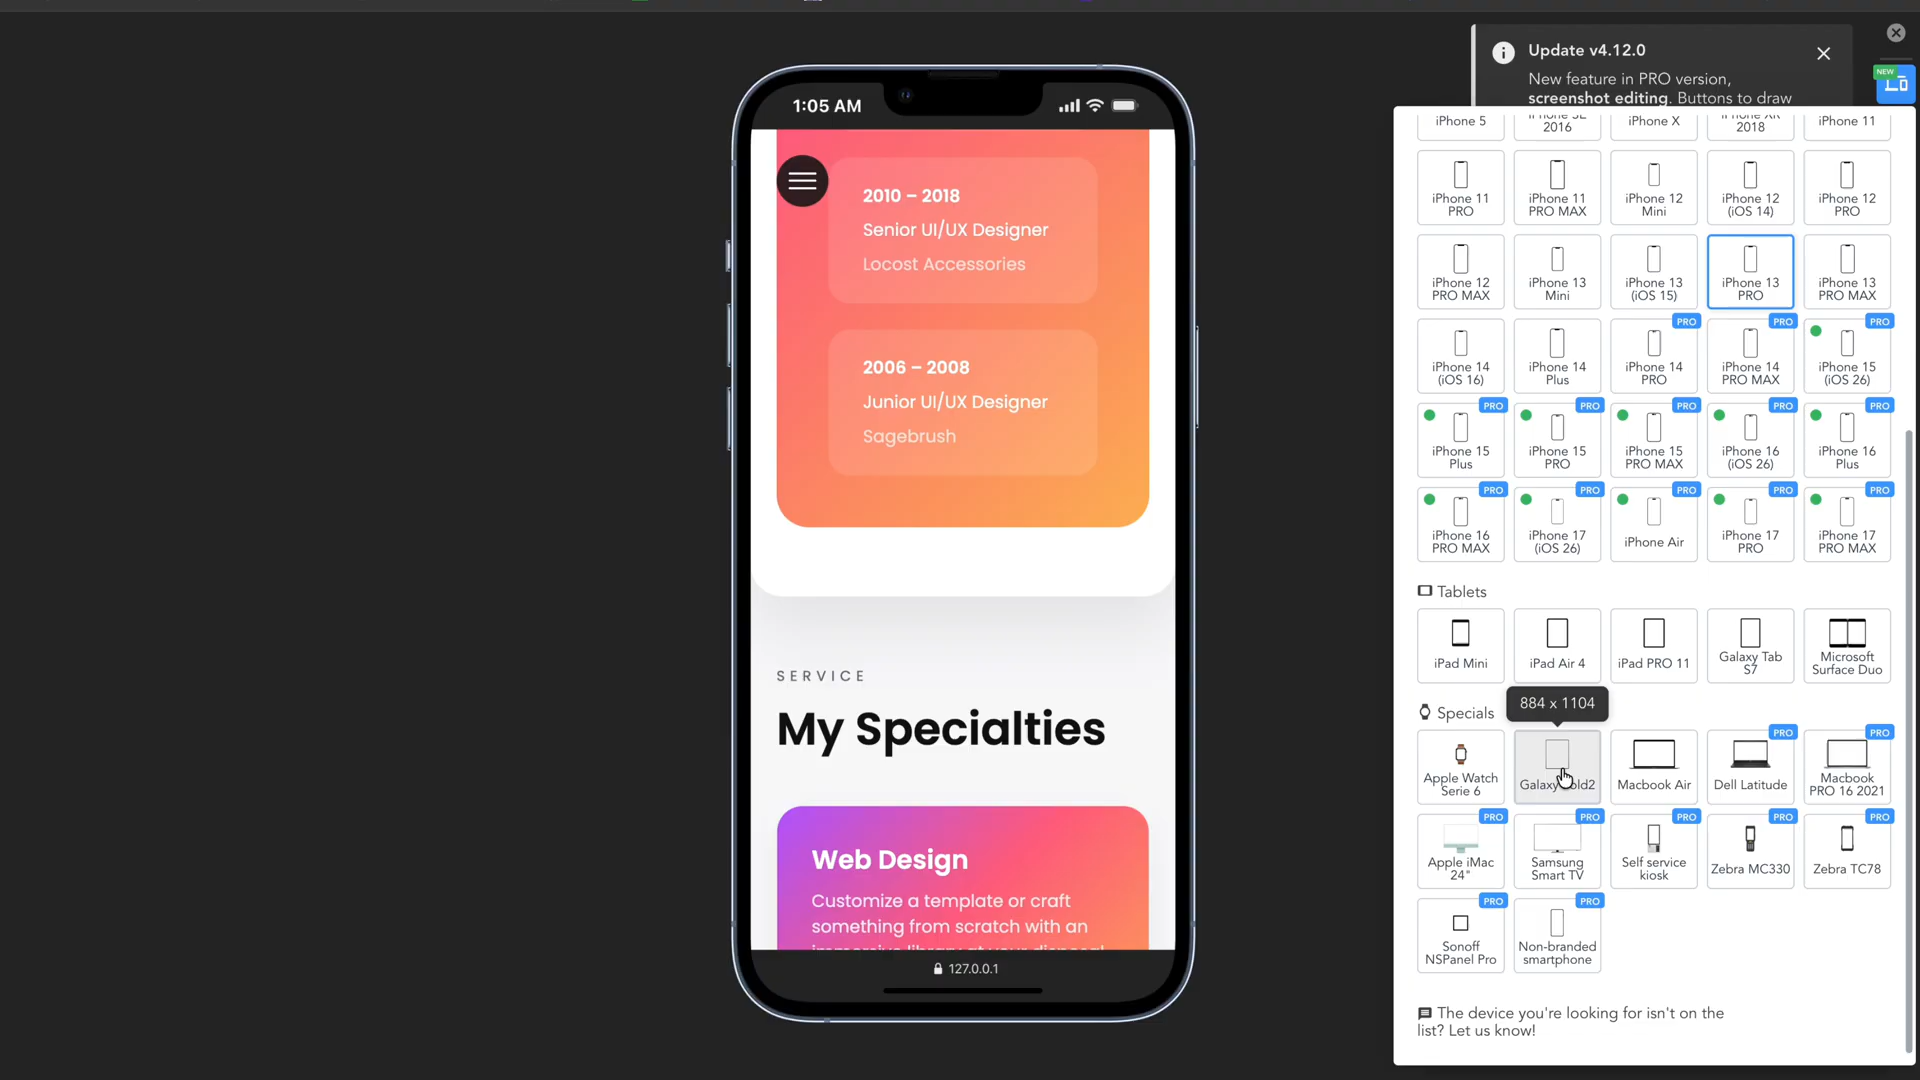 Update v4.12.0
New feature in PRO version,
screenshot editing. Buttons to draw
NEW
1:05 AM
2010 – 2018
Senior UI/UX Designer
Locost Accessories
2006 – 2008
Junior UI/UX Designer
Sagebrush
SERVICE
My Specialties
Web Design
Customize a template or craft
something from scratch with an
immersive library at your disposal
127.0.0.1
iPhone 5
iPhone SE
2016
iPhone X
iPhone XR
2018
iPhone 11
iPhone 11
PRO
iPhone 11
PRO MAX
iPhone 12
Mini
iPhone 12
(iOS 14)
iPhone 12
PRO
iPhone 12
PRO MAX
iPhone 13
Mini
iPhone 13
(iOS 15)
iPhone 13
PRO
iPhone 13
PRO MAX
iPhone 14
(iOS 16)
iPhone 14
Plus
PRO
iPhone 14
PRO
PRO
iPhone 14
PRO MAX
PRO
iPhone 15
(iOS 26)
PRO
iPhone 15
Plus
PRO
iPhone 15
PRO
PRO
iPhone 15
PRO MAX
PRO
iPhone 16
(iOS 26)
PRO
iPhone 16
Plus
PRO
iPhone 16
PRO MAX
PRO
iPhone 17
(iOS 26)
PRO
iPhone Air
PRO
iPhone 17
PRO
PRO
iPhone 17
PRO MAX
Tablets
iPad Mini
iPad Air 4
iPad PRO 11
Galaxy Tab
S7
Microsoft
Surface Duo
884 x 1104
Specials
Apple Watch
Serie 6
Galaxy Fold2
Macbook Air
PRO
Dell Latitude
PRO
Macbook
PRO 16 2021
PRO
Apple iMac
24"
PRO
Samsung
Smart TV
PRO
Self service
kiosk
PRO
Zebra MC330
PRO
Zebra TC78
PRO
Sonoff
NSPanel Pro
PRO
Non-branded
smartphone
The device you're looking for isn't on the
list? Let us know!